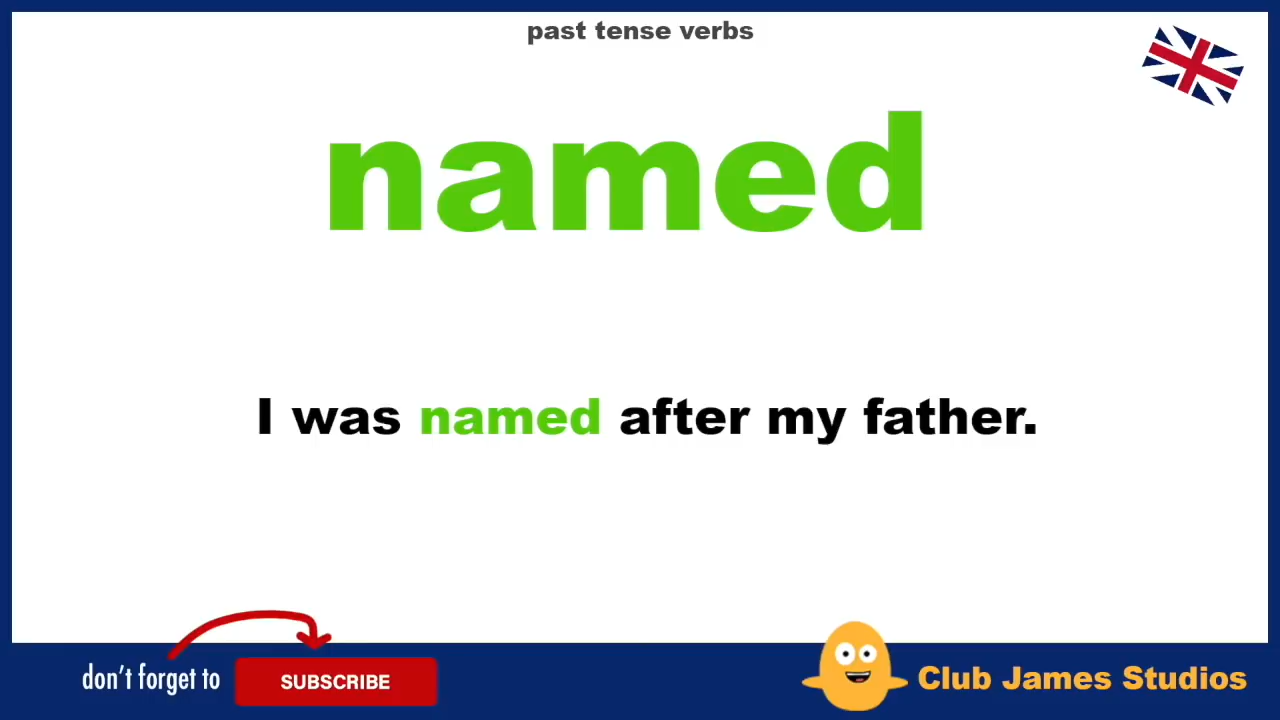 past tense verbs
named
I was named after my father.
don't forget to
SUBSCRIBE
Club James Studios